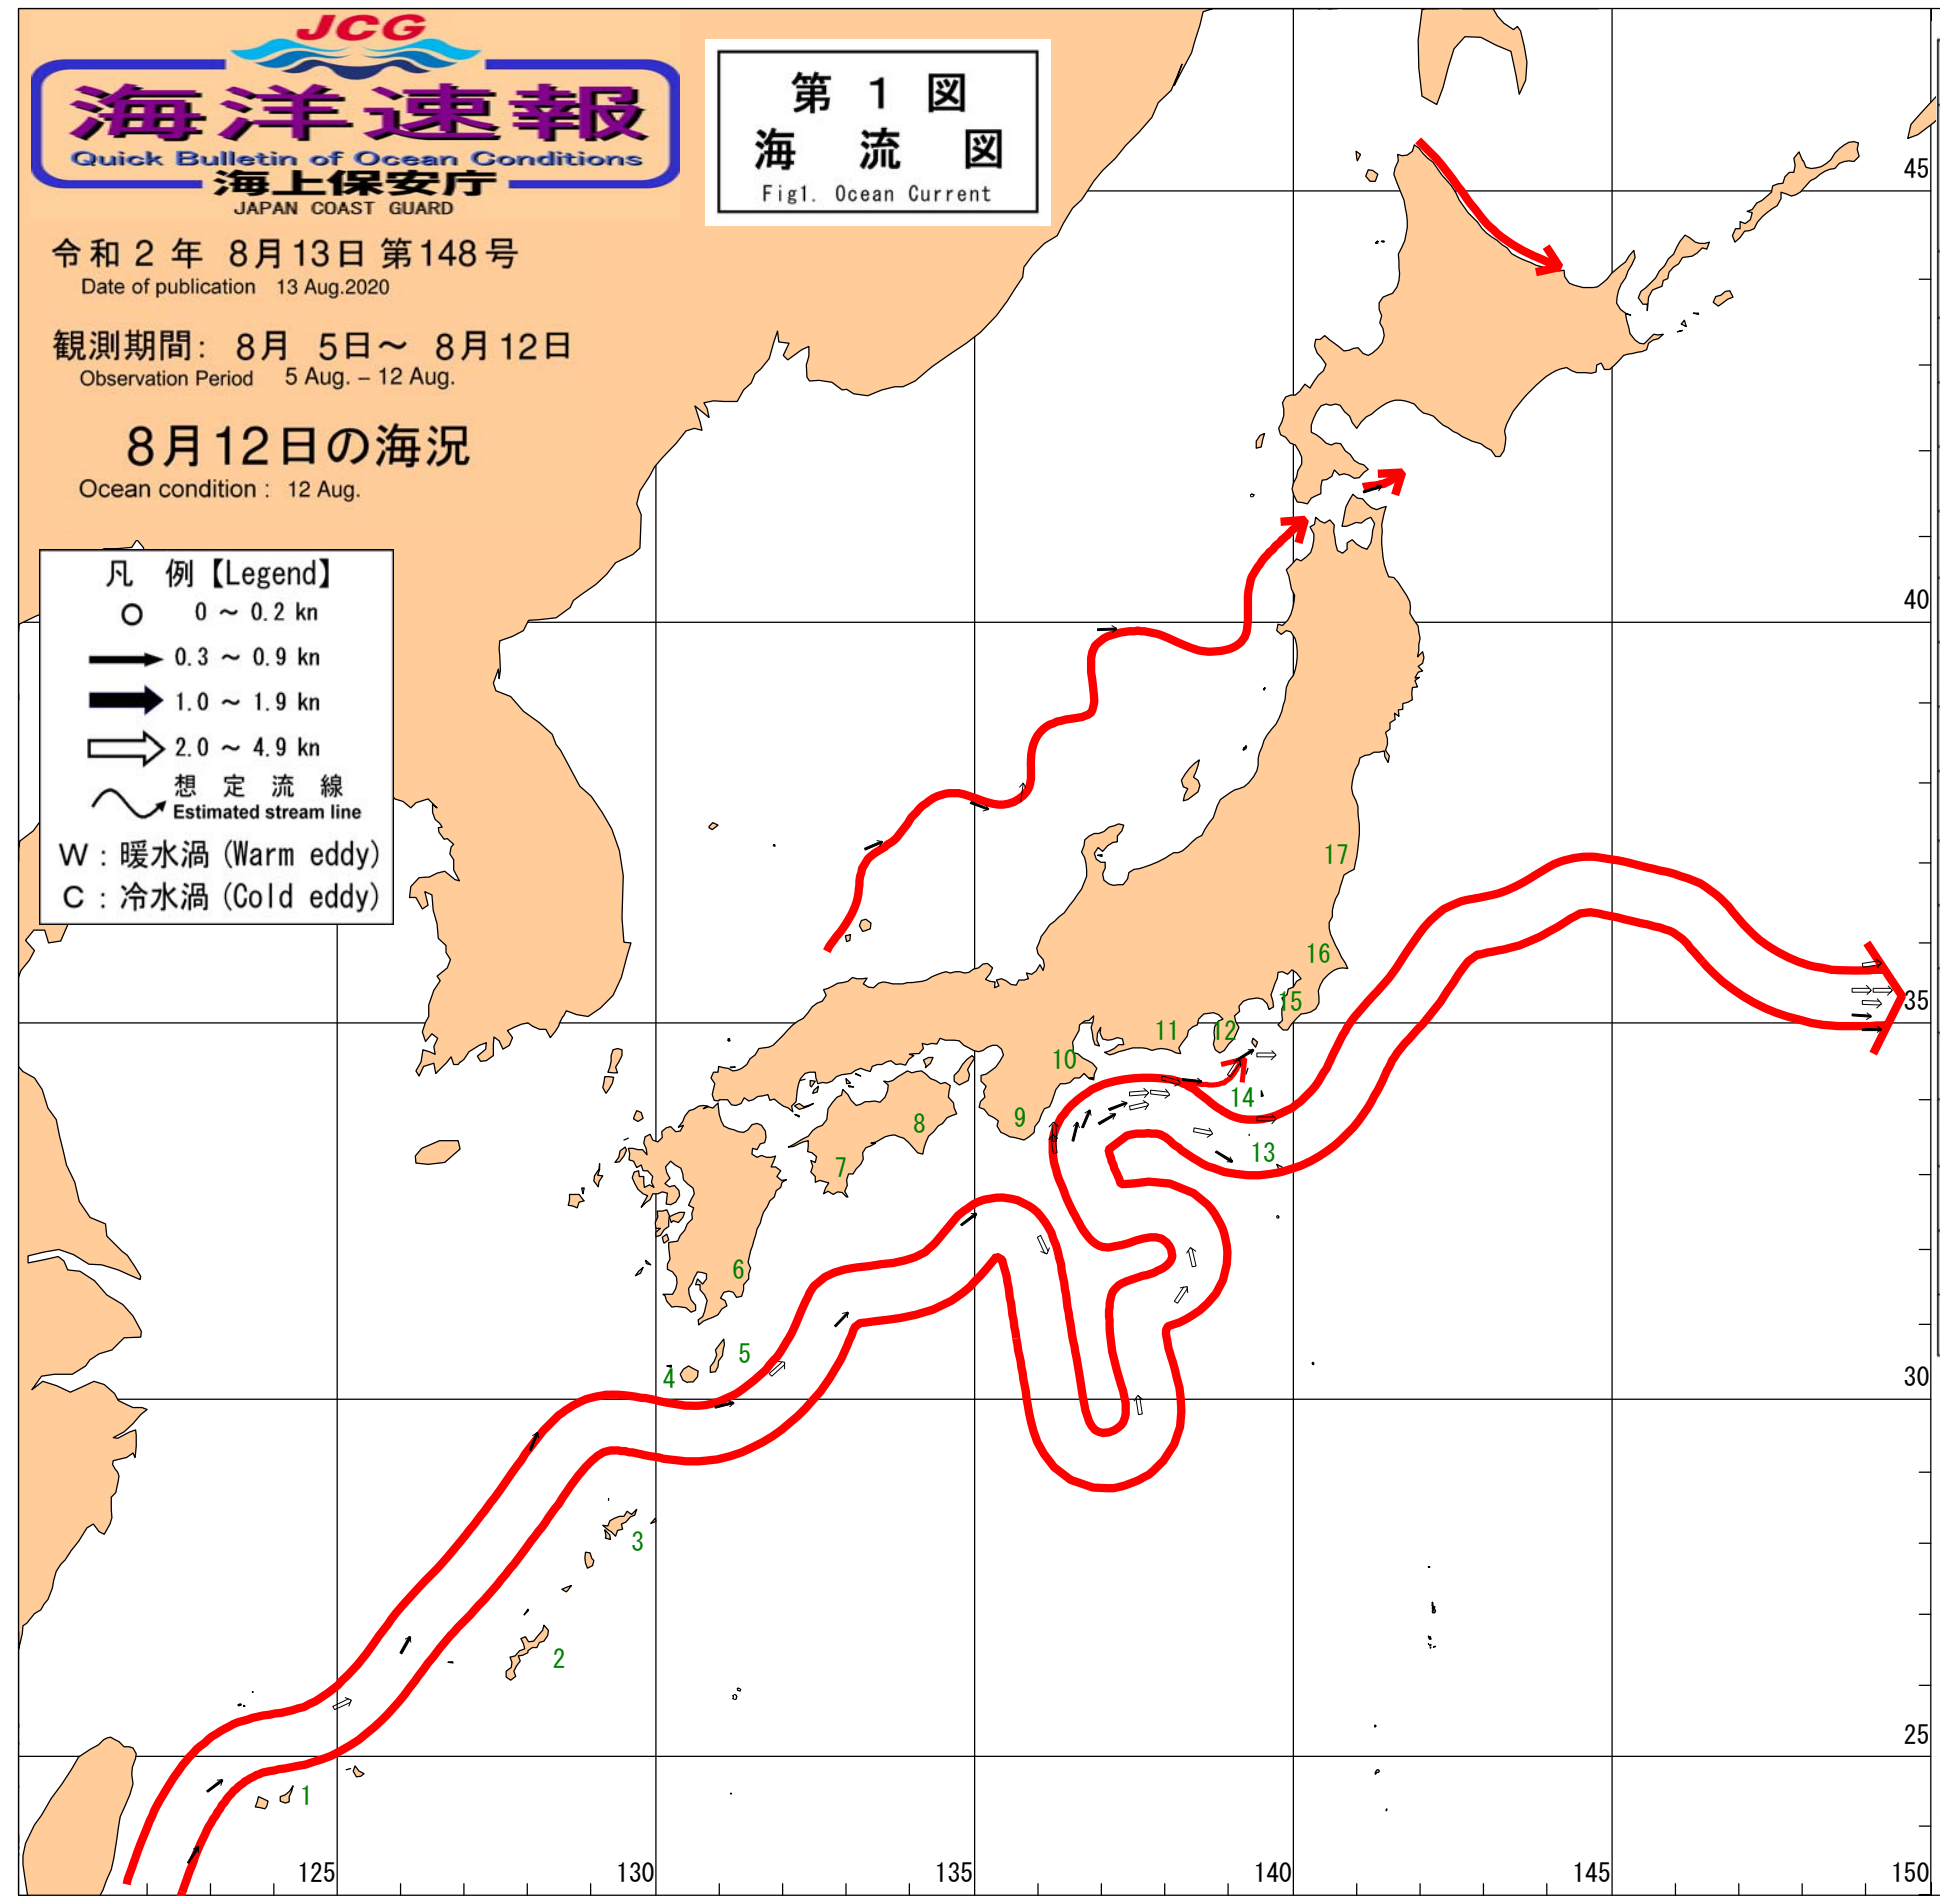 JCG
海洋速報
Quick Bulletin of Ocean Conditions
海上保安庁
JAPAN COAST GUARD
第 1 図
海 流 図
Fig1. Ocean Current
令和 2 年 8月13日 第148号
Date of publication 13 Aug.2020
観測期間: 8月 5日～ 8月12日
Observation Period 5 Aug. – 12 Aug.
8月12日の海況
Ocean condition : 12 Aug.
凡 例【Legend】
0 ～ 0.2 kn
0.3 ～ 0.9 kn
1.0 ～ 1.9 kn
2.0 ～ 4.9 kn
想 定 流 線
Estimated stream line
W : 暖水渦 (Warm eddy)
C : 冷水渦 (Cold eddy)
45
40
35
30
25
125
130
135
140
145
150
1
2
3
4
5
6
7
8
9
10
11
12
13
14
15
16
17